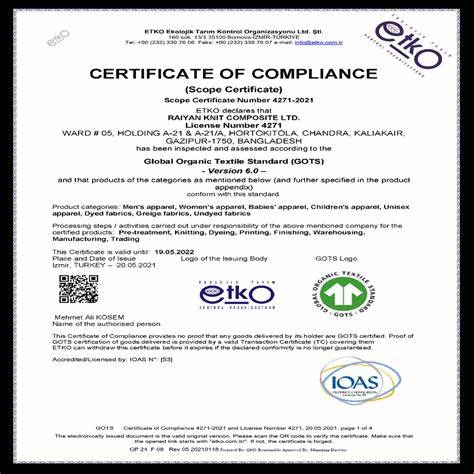 ETKO Ekolojik Tarım Kontrol Organizasyonu Ltd. Şti.
160 sok. 13/3 35100 Bornova-İZMİR-TÜRKİYE
Tel: +90 (232) 339 76 06 Faks: +90 (232) 339 76 07 e-mail: info@etko.com.tr
etko
etko
CERTIFICATE OF COMPLIANCE
(Scope Certificate)
Scope Certificate Number 4271-2021
ETKO declares that
RAIYAN KNIT COMPOSITE LTD.
License Number 4271
WARD # 05, HOLDING A-21 & A-21/A, HORTOKITOLA, CHANDRA, KALIAKAIR,
GAZIPUR-1750, BANGLADESH
has been inspected and assessed according to the
Global Organic Textile Standard (GOTS)
- Version 6.0 –
and that products of the categories as mentioned below (and further specified in the product
appendix)
conform with this standard.
Product categories: Men's apparel, Women's apparel, Babies' apparel, Children's apparel, Unisex
apparel, Dyed fabrics, Greige fabrics, Undyed fabrics
Processing steps / activities carried out under responsibility of the above mentioned company for the
certified products: Pre-treatment, Knitting, Dyeing, Printing, Finishing, Warehousing,
Manufacturing, Trading
This Certificate is valid until: 19.05.2022
Place and Date of Issue Logo of the Issuing Body GOTS Logo
Izmir, TURKEY – 20.05.2021
EKOLOJİK TARIM
etko
KONTROL ORGANİZASYONU
GLOBAL ORGANIC TEXTILE STANDARD
· GOTS ·
Mehmet Ali KÖSEM
Name of the authorised person
This Certificate of Compliance provides no proof that any goods delivered by its holder are GOTS certified. Proof of
GOTS certification of goods delivered is provided by a valid Transaction Certificate (TC) covering them
ETKO can withdraw this certificate before it expires if the declared conformity is no longer guaranteed.
Accredited/Licensed by: IOAS N°: [53]
IOAS
GOTS Certificate of Compliance 4271-2021 and License Number 4271, 20.05.2021, page 1 of 4
The electronically issued document is the valid original version. Please scan the QR code to verify the certificate. Make sure that
the opened link starts with "etko.com.tr". If not, the certificate is forged.
GP 24 F 08 Rev 05 20210118